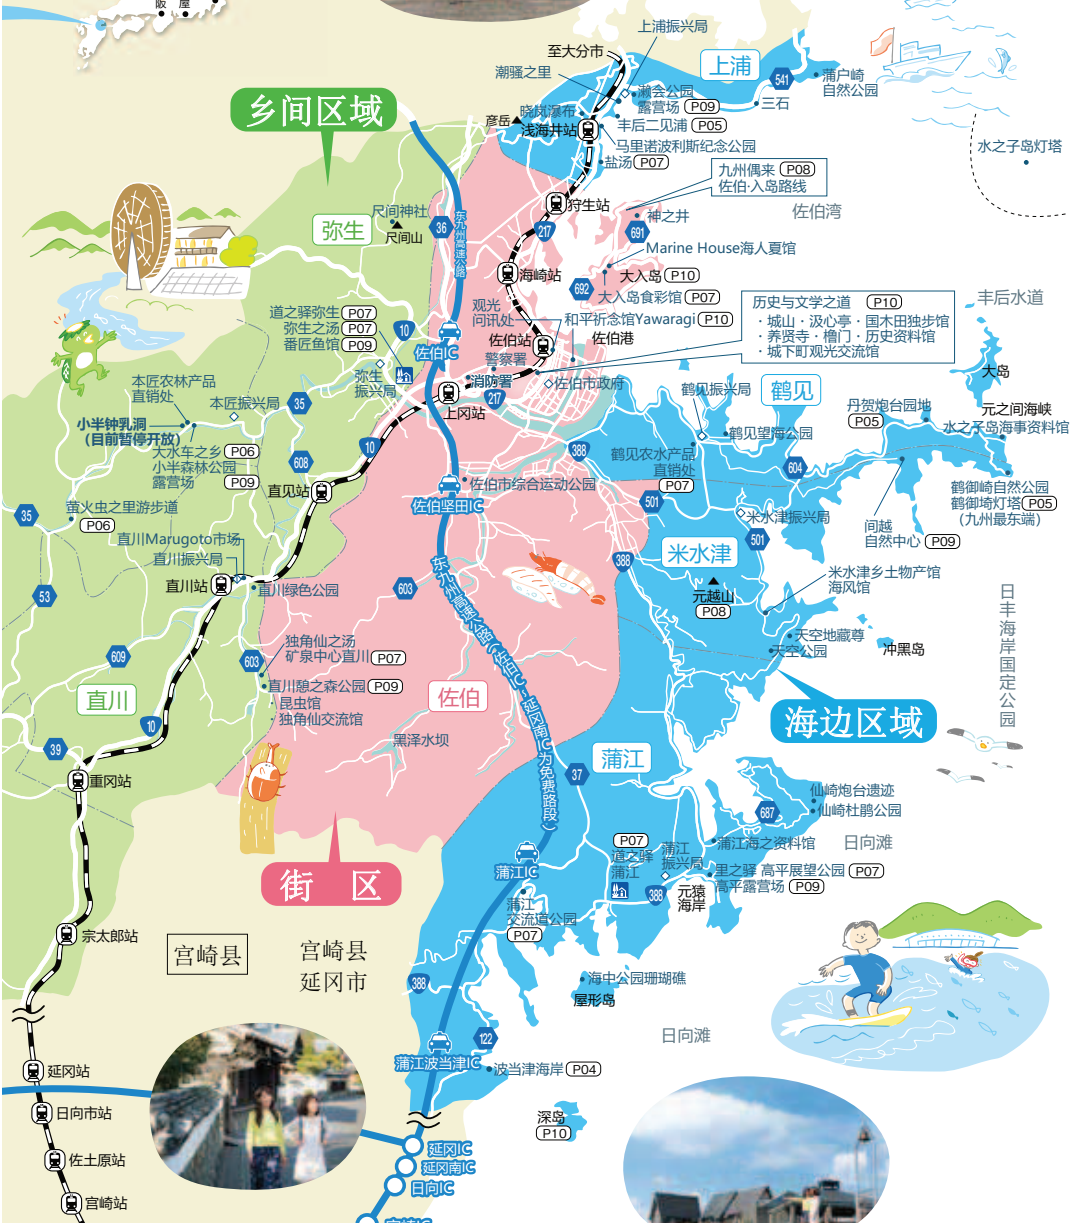 阪 屋
上浦振兴局
至大分市
上浦
潮骚之里
541
蒲户崎
自然公园
濑会公园
露营场 P09
三石
乡间区域
晓岚瀑布
彦岳
浅海井站
丰后二见浦 P05
马里诺波利斯纪念公园
水之子岛灯塔
盐汤 P07
九州偶来 P08
佐伯·入岛路线
狩生站
佐伯湾
尺间神社
尺间山
弥生
36
东九州高速公路
217
神之井
691
Marine House海人夏馆
海崎站
大入岛 P10
692
大入岛食彩馆 P07
丰后水道
道之驿弥生 P07
弥生之汤 P07
番匠鱼馆 P09
10
观光
问讯处
和平祈念馆Yawaragi P10
历史与文学之道 P10
·城山·汲心亭·国木田独步馆
·养贤寺·橹门·历史资料馆
·城下町观光交流馆
佐伯IC
佐伯站
佐伯港
警察署
消防署
佐伯市政府
弥生
振兴局
217
上冈站
大岛
本匠农林产品
直销处
本匠振兴局
35
鹤见振兴局
鹤见
丹贺炮台园地
P05
元之间海峡
水之子岛海事资料馆
小半钟乳洞
(目前暂停开放)
大水车之乡 P06
小半森林公园
露营场 P09
608
10
鹤见望海公园
鹤见农水产品
直销处
P07
388
604
直见站
佐伯市综合运动公园
佐伯坚田IC
501
鹤御崎自然公园
鹤御埼灯塔 P05
(九州最东端)
35
萤火虫之里游步道
P06
米水津振兴局
501
间越
自然中心 P09
直川Marugoto市场
直川振兴局
米水津
388
直川站
直川绿色公园
603
元越山
P08
米水津乡土物产馆
海风馆
53
东九州高速公路(佐伯IC~延冈南IC为免费路段)
日丰海岸国定公园
天空地藏尊
天空公园
冲黑岛
独角仙之汤
矿泉中心直川 P07
609
603
直川憩之森公园 P09
·昆虫馆
·独角仙交流馆
直川
佐伯
10
海边区域
黑泽水坝
39
蒲江
重冈站
37
仙崎炮台遗迹
仙崎杜鹃公园
687
P07
道之驿
蒲江
蒲江
振兴局
蒲江海之资料馆
日向滩
街 区
蒲江IC
里之驿 高平展望公园 P07
高平露营场 P09
388
元猿
海岸
蒲江
交流道公园
P07
宗太郎站
宫崎县
宫崎县
延冈市
388
海中公园珊瑚礁
屋形岛
日向滩
122
蒲江波当津IC
波当津海岸 P04
延冈站
日向市站
深岛
P10
延冈IC
延冈南IC
日向IC
佐土原站
宫崎站